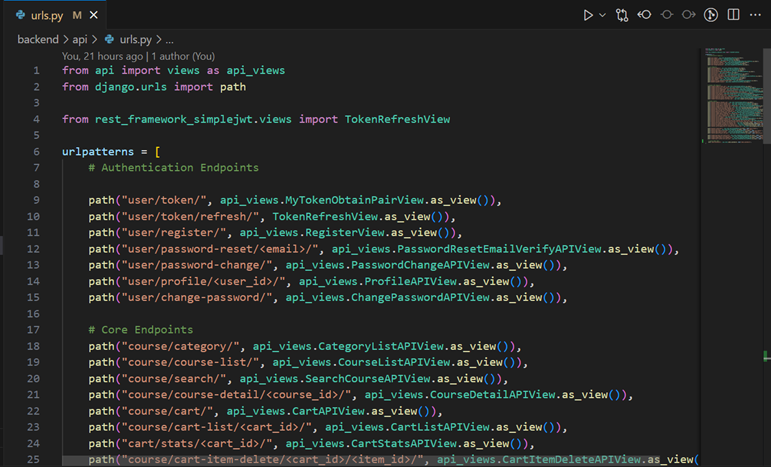 urls.py M
backend > api > urls.py > ...
You, 21 hours ago | 1 author (You)
1 from api import views as api_views
2 from django.urls import path
3
4 from rest_framework_simplejwt.views import TokenRefreshView
5
6 urlpatterns = [
7     # Authentication Endpoints
8
9     path("user/token/", api_views.MyTokenObtainPairView.as_view()),
10     path("user/token/refresh/", TokenRefreshView.as_view()),
11     path("user/register/", api_views.RegisterView.as_view()),
12     path("user/password-reset/<email>/", api_views.PasswordResetEmailVerifyAPIView.as_view()),
13     path("user/password-change/", api_views.PasswordChangeAPIView.as_view()),
14     path("user/profile/<user_id>/", api_views.ProfileAPIView.as_view()),
15     path("user/change-password/", api_views.ChangePasswordAPIView.as_view()),
16
17     # Core Endpoints
18     path("course/category/", api_views.CategoryListAPIView.as_view()),
19     path("course/course-list/", api_views.CourseListAPIView.as_view()),
20     path("course/search/", api_views.SearchCourseAPIView.as_view()),
21     path("course/course-detail/<course_id>/", api_views.CourseDetailAPIView.as_view()),
22     path("course/cart/", api_views.CartAPIView.as_view()),
23     path("course/cart-list/<cart_id>/", api_views.CartListAPIView.as_view()),
24     path("cart/stats/<cart_id>/", api_views.CartStatsAPIView.as_view()),
25     path("course/cart-item-delete/<cart_id>/<item_id>/", api_views.CartItemDeleteAPIView.as_view(